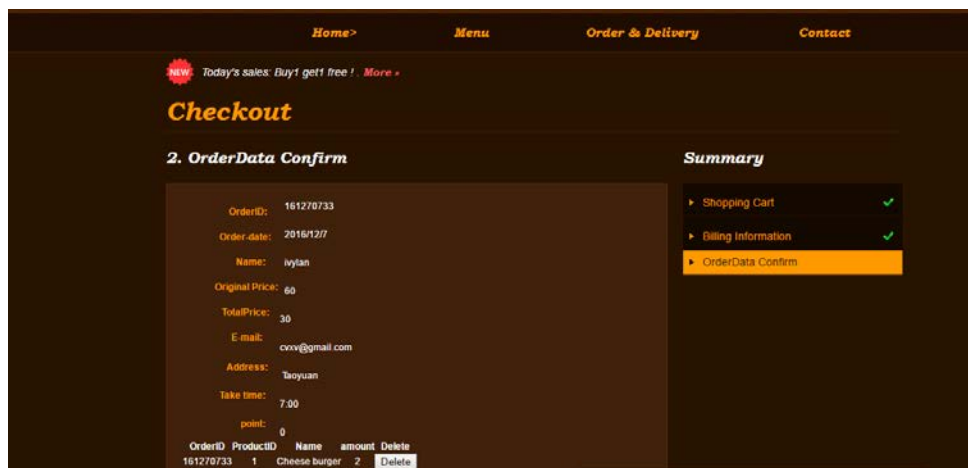 Home> Menu Order & Delivery Contact
NEW Today's sales: Buy1 get1 free ! . More »
Checkout
2. OrderData Confirm
Summary
OrderID: 161270733
Order-date: 2016/12/7
Name: ivylan
Original Price: 60
TotalPrice: 30
E-mail: cvxv@gmail.com
Address: Taoyuan
Take time: 7:00
point: 0
OrderID ProductID Name amount Delete
161270733 1 Cheese burger 2 Delete
Shopping Cart
Billing Information
OrderData Confirm